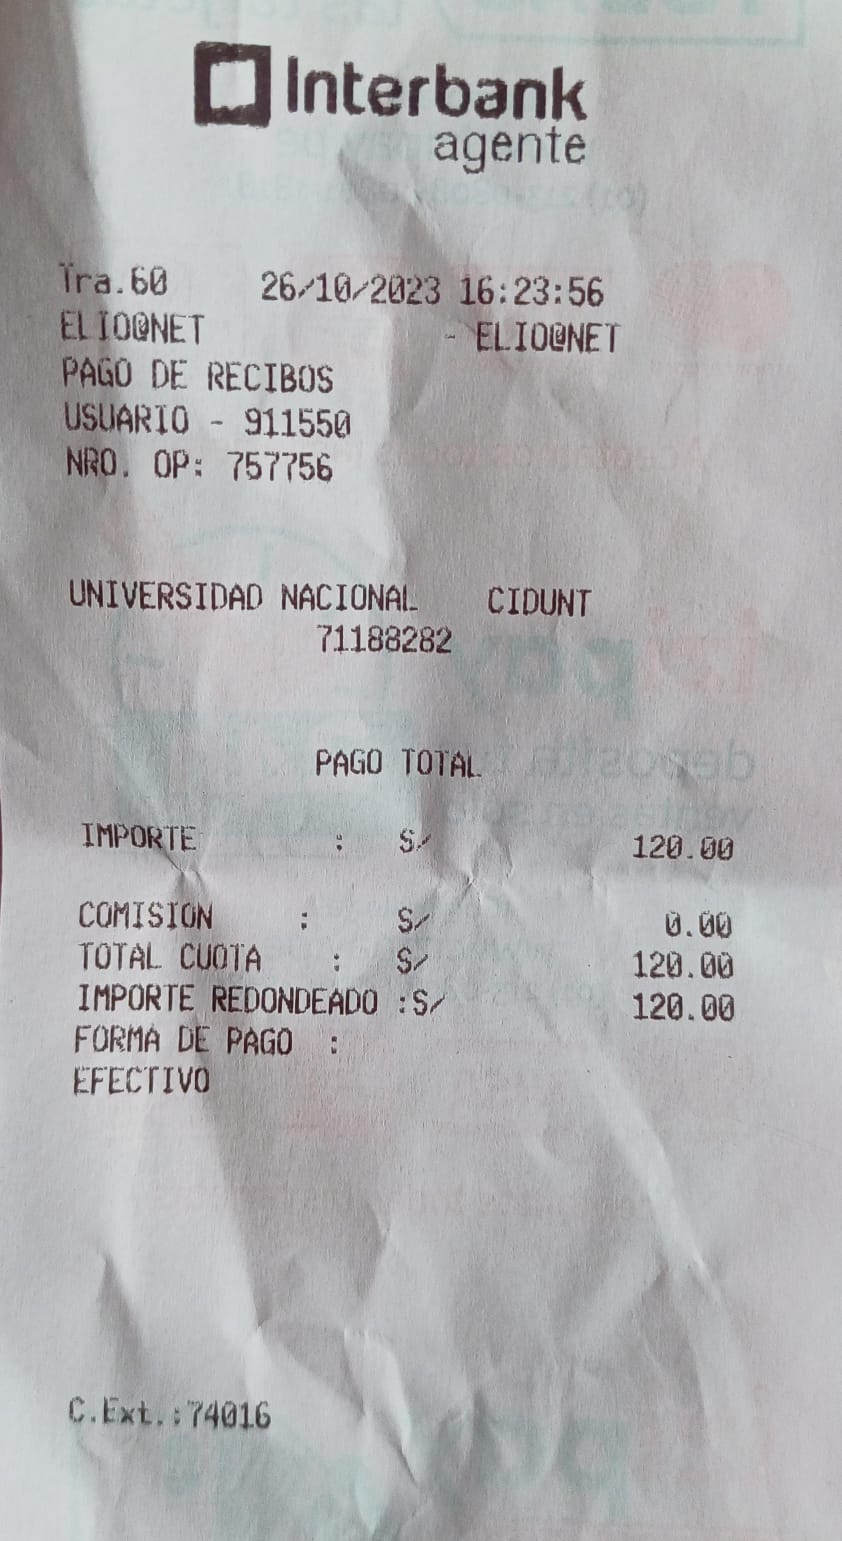 Interbank
agente
Tra.60 26/10/2023 16:23:56
ELIO@NET - ELIO@NET
PAGO DE RECIBOS
USUARIO - 911550
NRO. OP: 757756
UNIVERSIDAD NACIONAL CIDUNT
71188282
PAGO TOTAL
IMPORTE : S/ 120.00
COMISION : S/ 0.00
TOTAL CUOTA : S/ 120.00
IMPORTE REDONDEADO :S/ 120.00
FORMA DE PAGO :
EFECTIVO
C.Ext.:74016